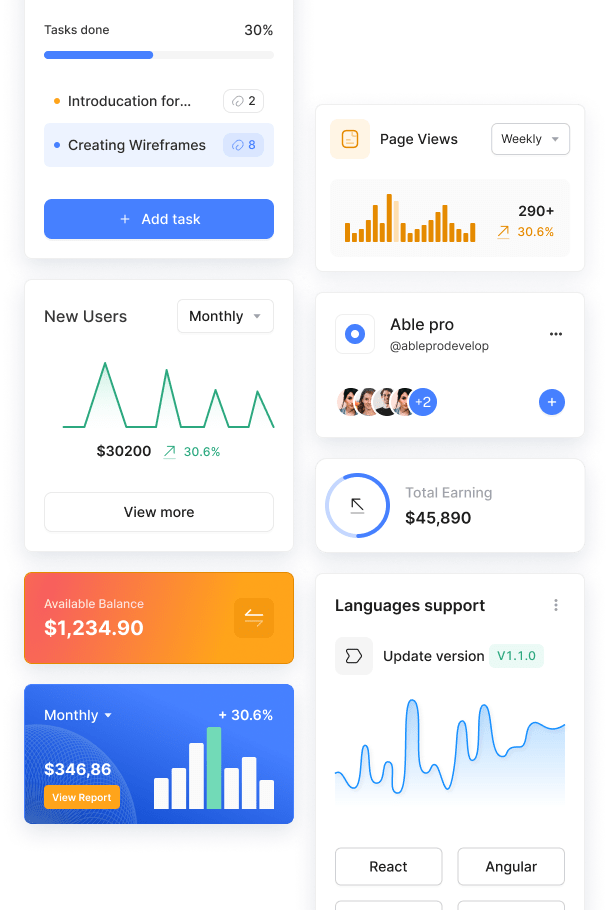 Tasks done
30%
Introducation for...
2
Creating Wireframes
8
+ Add task
New Users
Monthly
$30200
30.6%
View more
Available Balance
$1,234.90
Monthly
+ 30.6%
$346,86
View Report
Page Views
Weekly
290+
30.6%
Able pro
@ableprodevelop
+2
Total Earning
$45,890
Languages support
Update version
V1.1.0
React
Angular